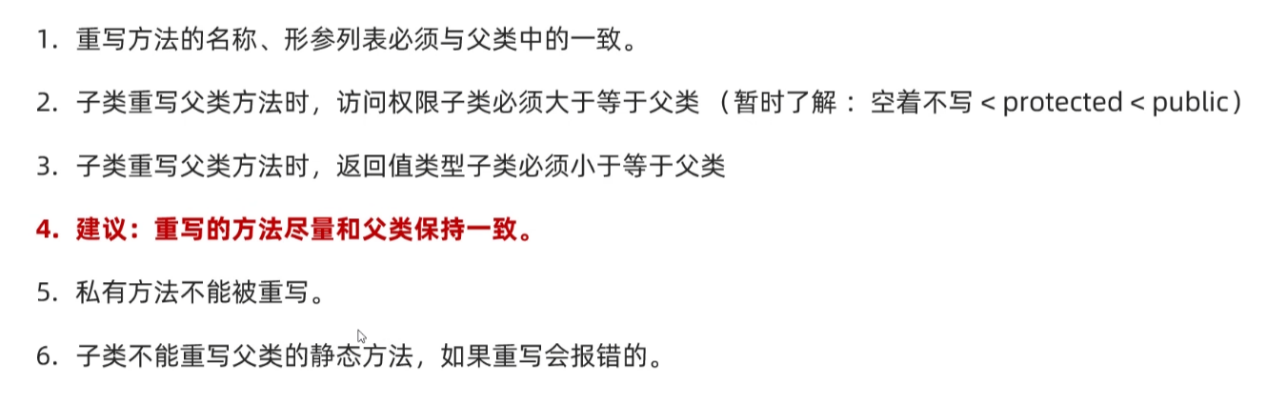 1. 重写方法的名称、形参列表必须与父类中的一致。
2. 子类重写父类方法时，访问权限子类必须大于等于父类 （暂时了解 ：空着不写 < protected < public）
3. 子类重写父类方法时，返回值类型子类必须小于等于父类
4. 建议：重写的方法尽量和父类保持一致。
5. 私有方法不能被重写。
6. 子类不能重写父类的静态方法，如果重写会报错的。